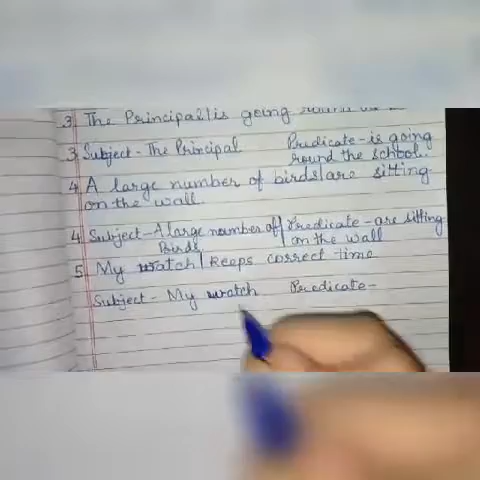 3 The Principal|is going round
3 Subject - The Principal Predicate - is going
round the school.
4 A large number of birds|are sitting
on the wall.
4 Subject - A large number of Predicate - are sitting
Birds on the wall
5 My watch | keeps correct time
Subject - My watch Predicate -